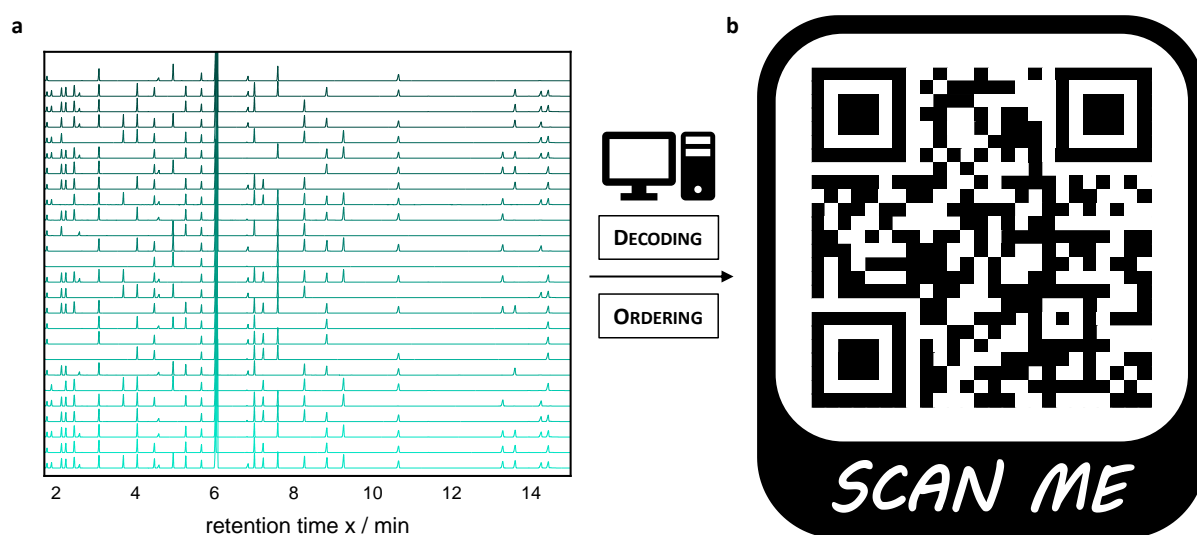 a
b
DECODING
ORDERING
2 4 6 8 10 12 14
retention time x / min
SCAN ME